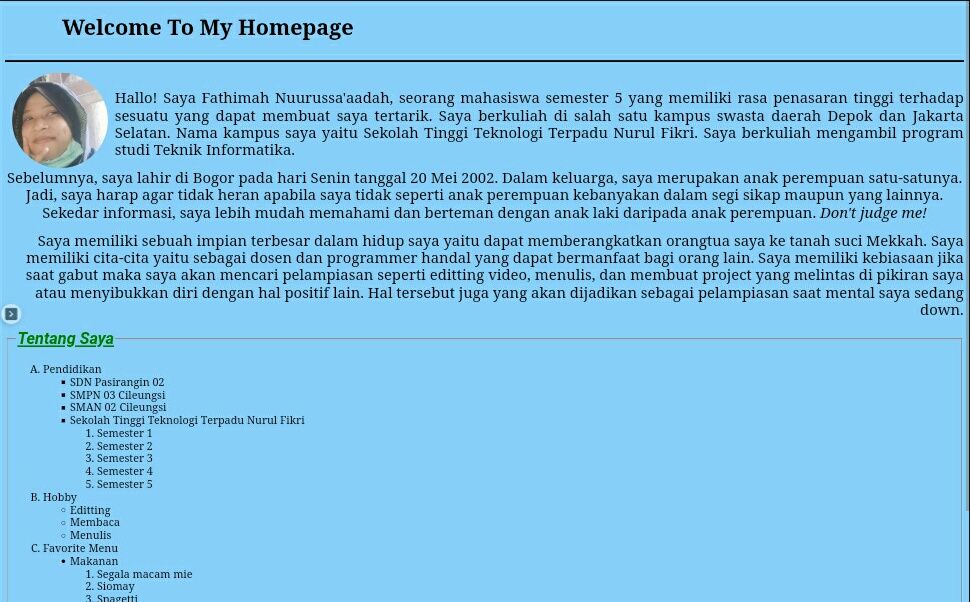 Welcome To My Homepage
Hallo! Saya Fathimah Nuurussa'aadah, seorang mahasiswa semester 5 yang memiliki rasa penasaran tinggi terhadap
sesuatu yang dapat membuat saya tertarik. Saya berkuliah di salah satu kampus swasta daerah Depok dan Jakarta
Selatan. Nama kampus saya yaitu Sekolah Tinggi Teknologi Terpadu Nurul Fikri. Saya berkuliah mengambil program
studi Teknik Informatika.
Sebelumnya, saya lahir di Bogor pada hari Senin tanggal 20 Mei 2002. Dalam keluarga, saya merupakan anak perempuan satu-satunya.
Jadi, saya harap agar tidak heran apabila saya tidak seperti anak perempuan kebanyakan dalam segi sikap maupun yang lainnya.
Sekedar informasi, saya lebih mudah memahami dan berteman dengan anak laki daripada anak perempuan. Don't judge me!
Saya memiliki sebuah impian terbesar dalam hidup saya yaitu dapat memberangkatkan orangtua saya ke tanah suci Mekkah. Saya
memiliki cita-cita yaitu sebagai dosen dan programmer handal yang dapat bermanfaat bagi orang lain. Saya memiliki kebiasaan jika
saat gabut maka saya akan mencari pelampiasan seperti editting video, menulis, dan membuat project yang melintas di pikiran saya
atau menyibukkan diri dengan hal positif lain. Hal tersebut juga yang akan dijadikan sebagai pelampiasan saat mental saya sedang
down.
Tentang Saya
A. Pendidikan
▪ SDN Pasirangin 02
▪ SMPN 03 Cileungsi
▪ SMAN 02 Cileungsi
▪ Sekolah Tinggi Teknologi Terpadu Nurul Fikri
1. Semester 1
2. Semester 2
3. Semester 3
4. Semester 4
5. Semester 5
B. Hobby
◦ Editting
◦ Membaca
◦ Menulis
C. Favorite Menu
• Makanan
1. Segala macam mie
2. Siomay
3. Spagetti